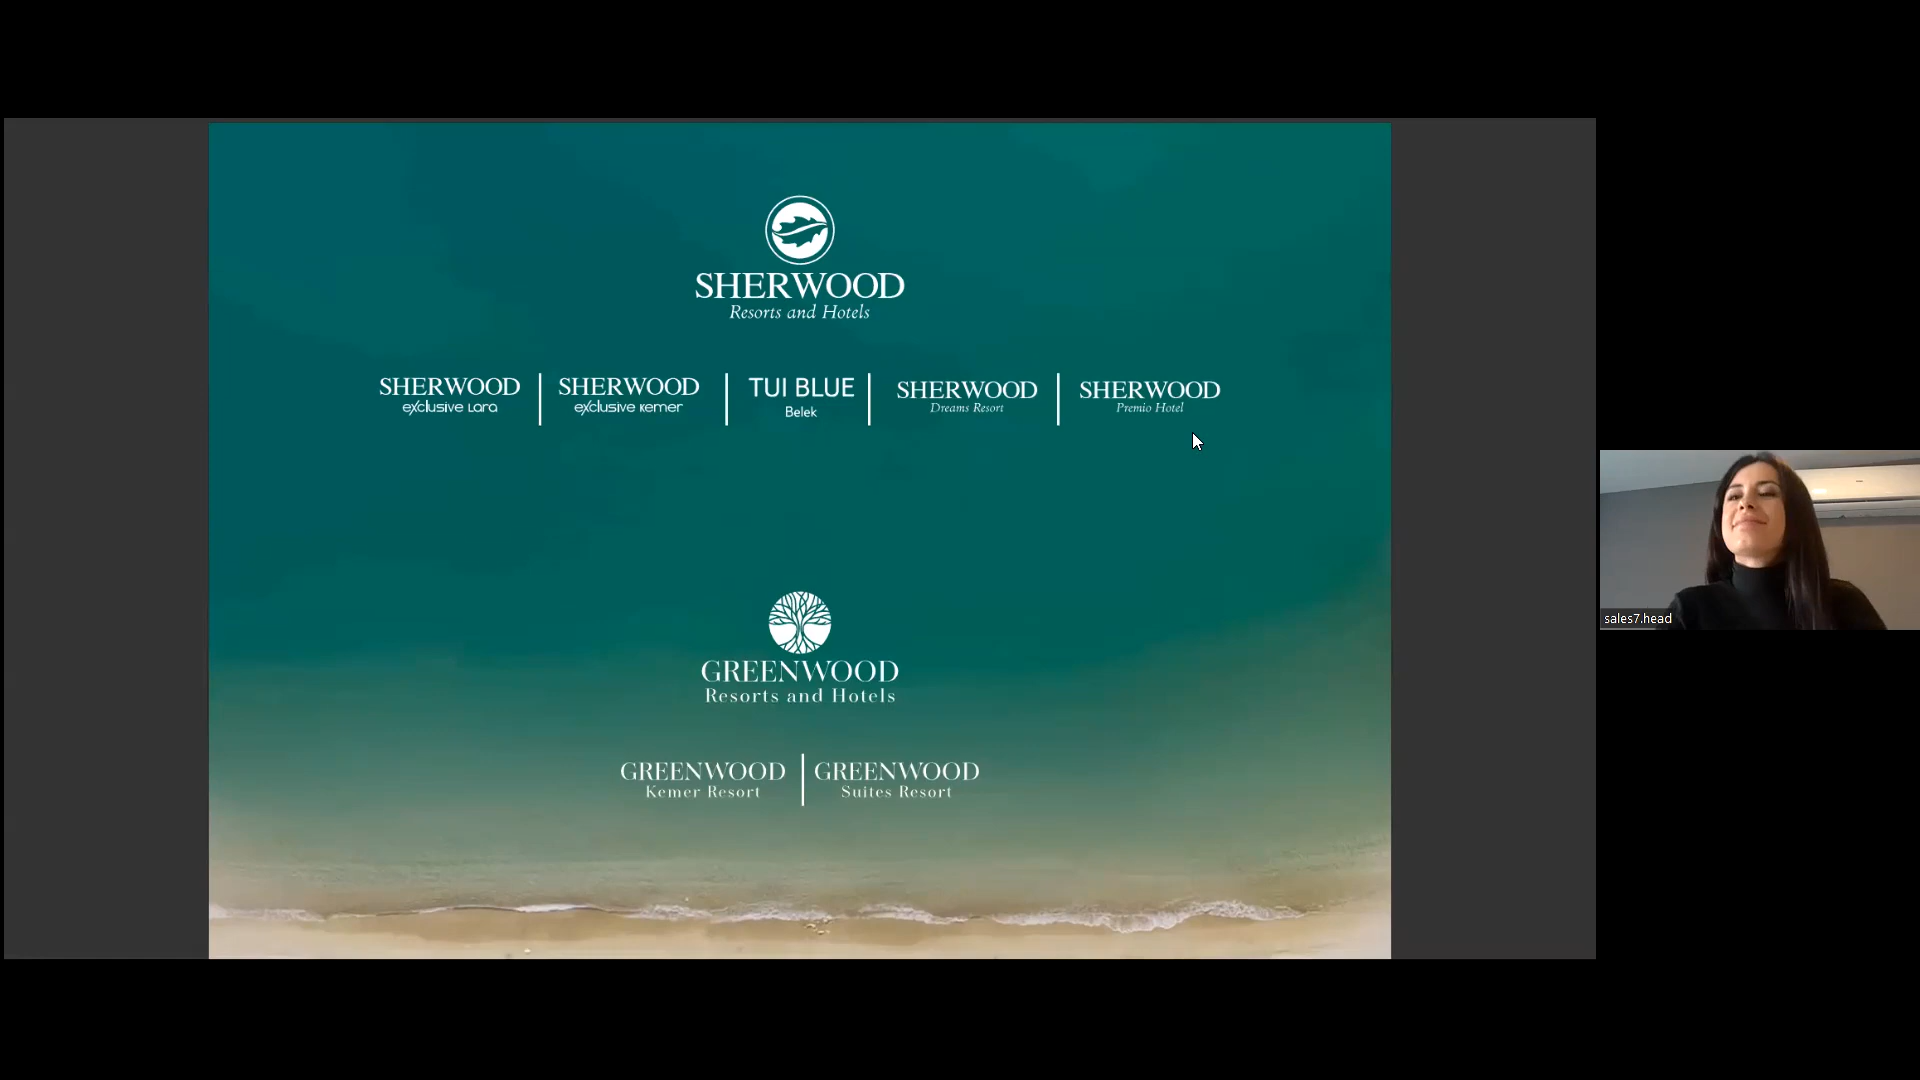 SHERWOOD
Resorts and Hotels
SHERWOOD
exclusive Lara
SHERWOOD
exclusive Kemer
TUI BLUE
Belek
SHERWOOD
Dreams Resort
SHERWOOD
Premio Hotel
GREENWOOD
Resorts and Hotels
GREENWOOD
Kemer Resort
GREENWOOD
Suites Resort
sales7.head